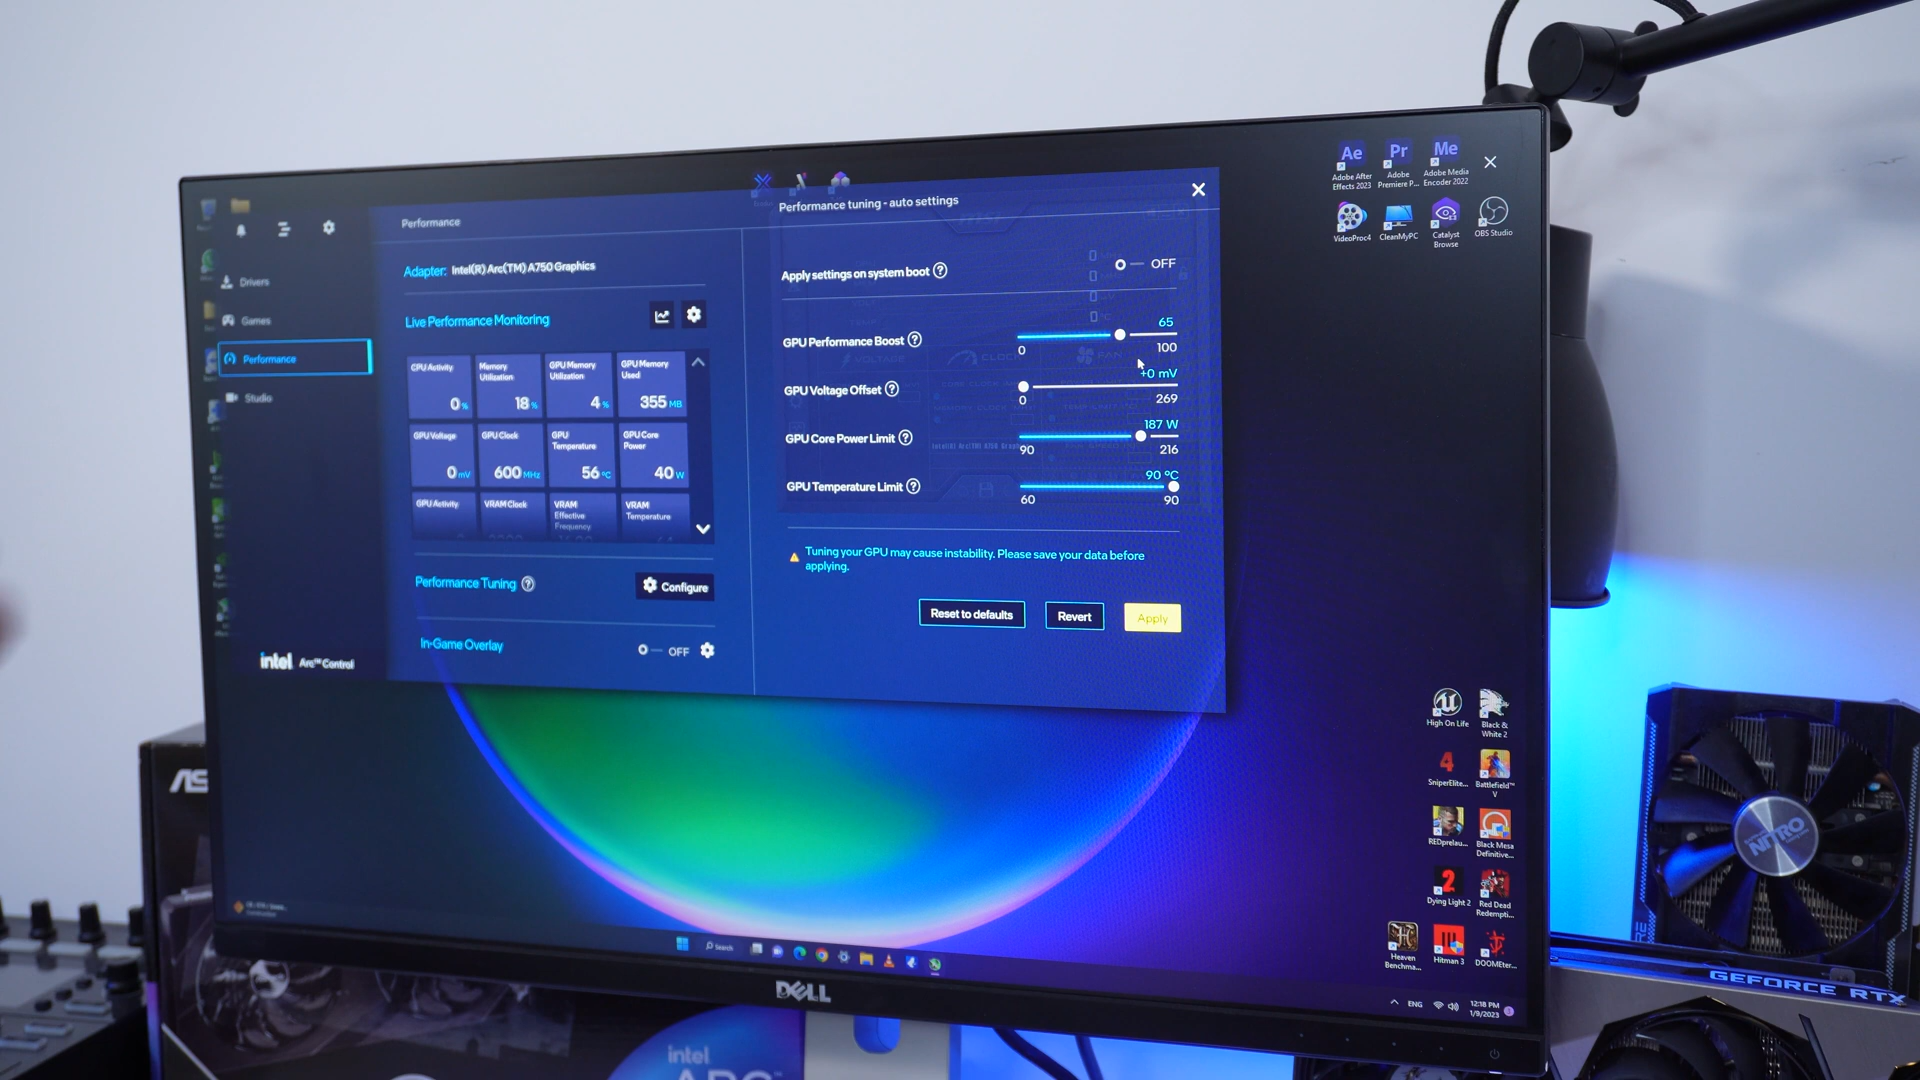 Performance
Adapter: Intel(R) Arc(TM) A750 Graphics
Live Performance Monitoring
CPU Activity
0 %
Memory Utilization
18 %
GPU Memory Utilization
4 %
GPU Memory Used
355 MB
GPU Voltage
0 mV
GPU Clock
600 MHz
GPU Temperature
56 °C
GPU Core Power
40 W
GPU Activity
VRAM Clock
VRAM Effective Frequency
VRAM Temperature
Performance Tuning ?
Configure
In-Game Overlay
OFF
Drivers
Games
Performance
Studio
intel Arc™ Control
Performance tuning - auto settings
Apply settings on system boot ?
OFF
GPU Performance Boost ?
65
0
100
GPU Voltage Offset ?
+0 mV
0
269
GPU Core Power Limit ?
187 W
90
216
GPU Temperature Limit ?
90 °C
60
90
Tuning your GPU may cause instability. Please save your data before
applying.
Reset to defaults
Revert
Apply
Ae
Adobe After
Effects 2023
Pr
Adobe
Premiere P...
Me
Adobe Media
Encoder 2022
VideoProc4
CleanMyPC
Catalyst
Browse
OBS Studio
High On Life
Black &
White 2
4
SniperElite...
Battlefield™
V
REDprelau...
Black Mesa
Definitive...
2
Dying Light 2
Red Dead
Redempti...
Heaven
Benchma...
Hitman 3
DOOMEter...
Search
ENG
12:18 PM
1/9/2023
DELL
AS
intel
ARC™
NITRO
GEFORCE RTX